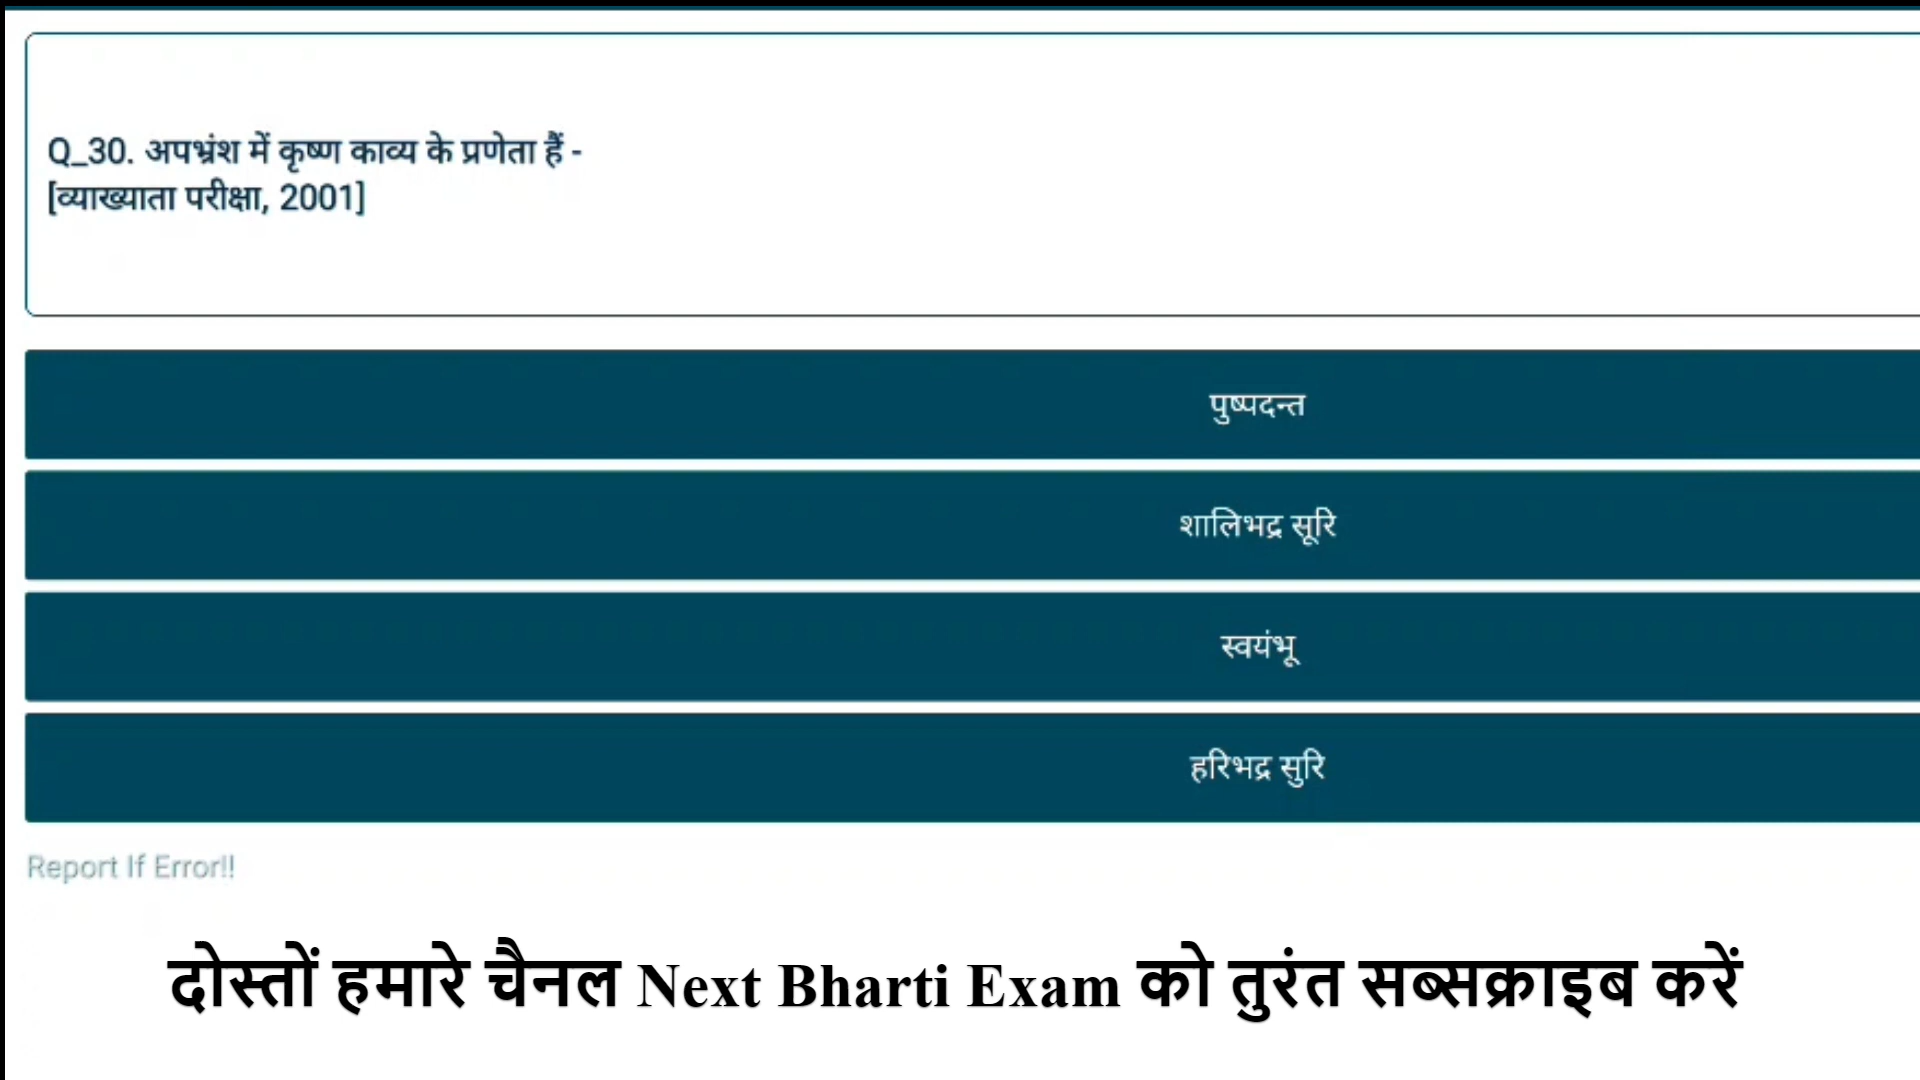 Q_30. अपभ्रंश में कृष्ण काव्य के प्रणेता हैं -
[व्याख्याता परीक्षा, 2001]
पुष्पदन्त
शालिभद्र सूरि
स्वयंभू
हरिभद्र सुरि
Report If Error!!
दोस्तों हमारे चैनल Next Bharti Exam को तुरंत सब्सक्राइब करें